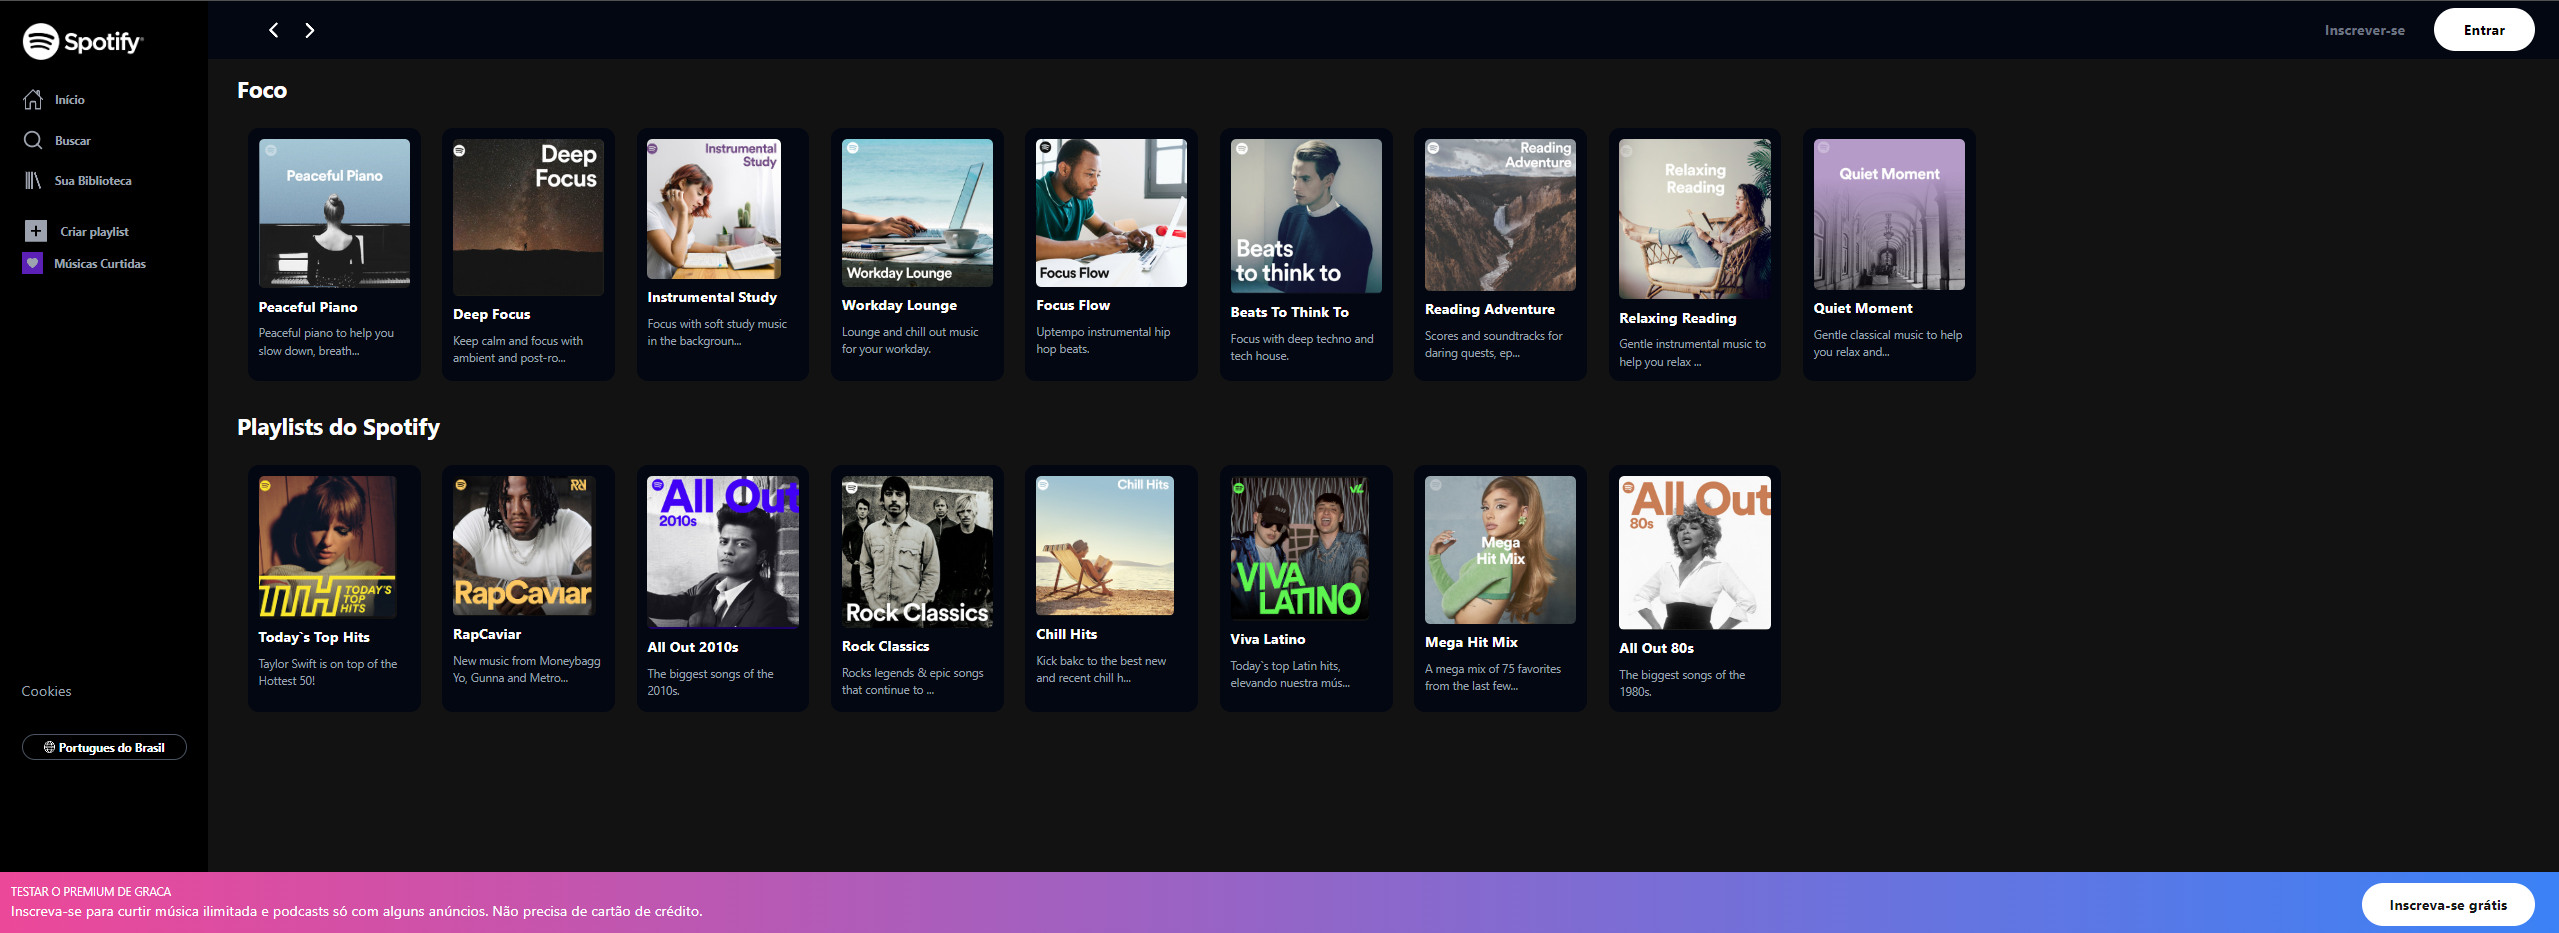 Spotify
Início
Buscar
Sua Biblioteca
Criar playlist
Músicas Curtidas
Cookies
Portugues do Brasil
Inscrever-se
Entrar
Foco
Peaceful Piano
Peaceful Piano
Peaceful piano to help you
slow down, breath...
Deep
Focus
Deep Focus
Keep calm and focus with
ambient and post-ro...
Instrumental
Study
Instrumental Study
Focus with soft study music
in the backgroun...
Workday Lounge
Workday Lounge
Lounge and chill out music
for your workday.
Focus Flow
Focus Flow
Uptempo instrumental hip
hop beats.
Beats
to think to
Beats To Think To
Focus with deep techno and
tech house.
Reading
Adventure
Reading Adventure
Scores and soundtracks for
daring quests, ep...
Relaxing
Reading
Relaxing Reading
Gentle instrumental music to
help you relax ...
Quiet Moment
Quiet Moment
Gentle classical music to help
you relax and...
Playlists do Spotify
TTH TODAY'S
TOP
HITS
Today`s Top Hits
Taylor Swift is on top of the
Hottest 50!
RapCaviar
RapCaviar
New music from Moneybagg
Yo, Gunna and Metro...
All Out
2010s
All Out 2010s
The biggest songs of the
2010s.
Rock Classics
Rock Classics
Rocks legends & epic songs
that continue to ...
Chill Hits
Chill Hits
Kick bakc to the best new
and recent chill h...
VL
VIVA
LATINO
Viva Latino
Today`s top Latin hits,
elevando nuestra mús...
Mega
Hit Mix
Mega Hit Mix
A mega mix of 75 favorites
from the last few...
All Out
80s
All Out 80s
The biggest songs of the
1980s.
TESTAR O PREMIUM DE GRACA
Inscreva-se para curtir música ilimitada e podcasts só com alguns anúncios. Não precisa de cartão de crédito.
Inscreva-se grátis